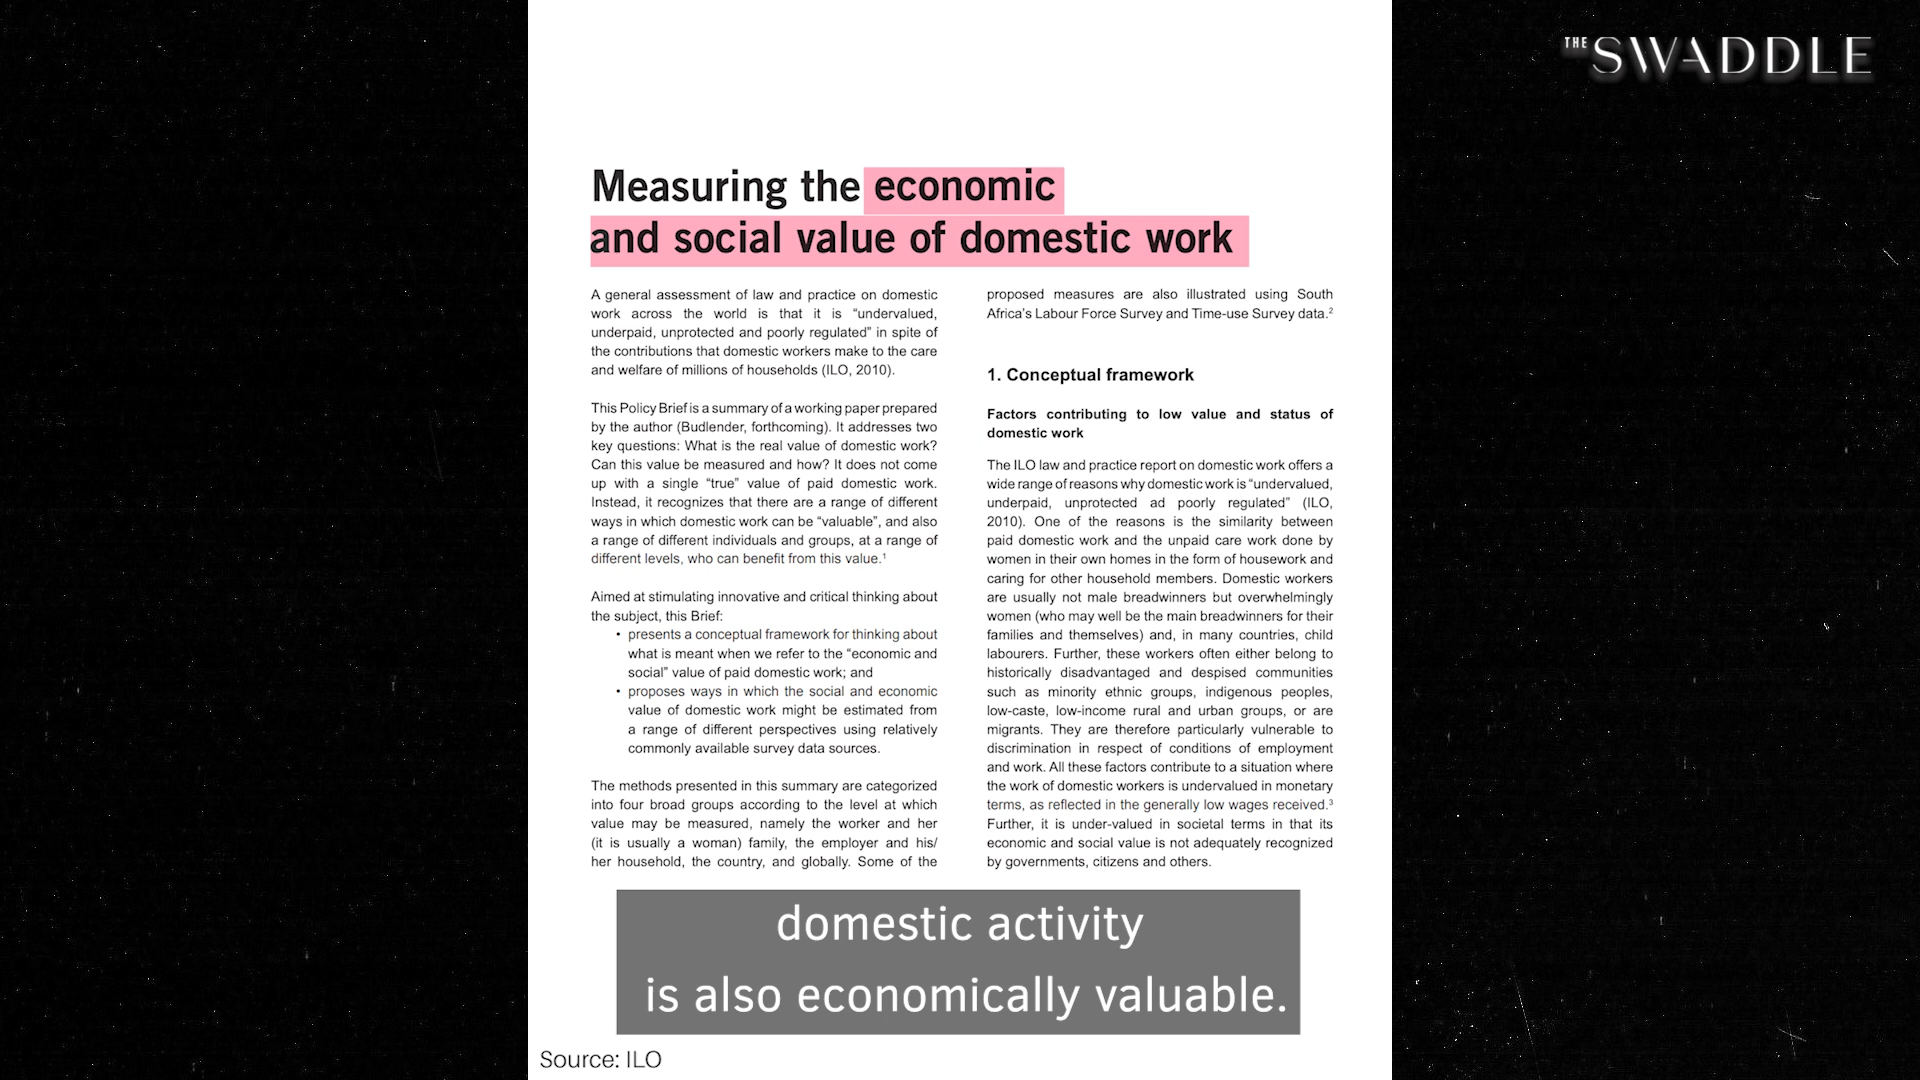 THE SWADDLE
Measuring the economic
and social value of domestic work
A general assessment of law and practice on domestic
work across the world is that it is “undervalued,
underpaid, unprotected and poorly regulated” in spite of
the contributions that domestic workers make to the care
and welfare of millions of households (ILO, 2010).
This Policy Brief is a summary of a working paper prepared
by the author (Budlender, forthcoming). It addresses two
key questions: What is the real value of domestic work?
Can this value be measured and how? It does not come
up with a single “true” value of paid domestic work.
Instead, it recognizes that there are a range of different
ways in which domestic work can be “valuable”, and also
a range of different individuals and groups, at a range of
different levels, who can benefit from this value.¹
Aimed at stimulating innovative and critical thinking about
the subject, this Brief:
• presents a conceptual framework for thinking about
what is meant when we refer to the “economic and
social” value of paid domestic work; and
• proposes ways in which the social and economic
value of domestic work might be estimated from
a range of different perspectives using relatively
commonly available survey data sources.
The methods presented in this summary are categorized
into four broad groups according to the level at which
value may be measured, namely the worker and her
(it is usually a woman) family, the employer and his/
her household, the country, and globally. Some of the
proposed measures are also illustrated using South
Africa’s Labour Force Survey and Time-use Survey data.²
1. Conceptual framework
Factors contributing to low value and status of
domestic work
The ILO law and practice report on domestic work offers a
wide range of reasons why domestic work is “undervalued,
underpaid, unprotected ad poorly regulated” (ILO,
2010). One of the reasons is the similarity between
paid domestic work and the unpaid care work done by
women in their own homes in the form of housework and
caring for other household members. Domestic workers
are usually not male breadwinners but overwhelmingly
women (who may well be the main breadwinners for their
families and themselves) and, in many countries, child
labourers. Further, these workers often either belong to
historically disadvantaged and despised communities
such as minority ethnic groups, indigenous peoples,
low-caste, low-income rural and urban groups, or are
migrants. They are therefore particularly vulnerable to
discrimination in respect of conditions of employment
and work. All these factors contribute to a situation where
the work of domestic workers is undervalued in monetary
terms, as reflected in the generally low wages received.³
Further, it is under-valued in societal terms in that its
economic and social value is not adequately recognized
by governments, citizens and others.
domestic activity
is also economically valuable.
Source: ILO